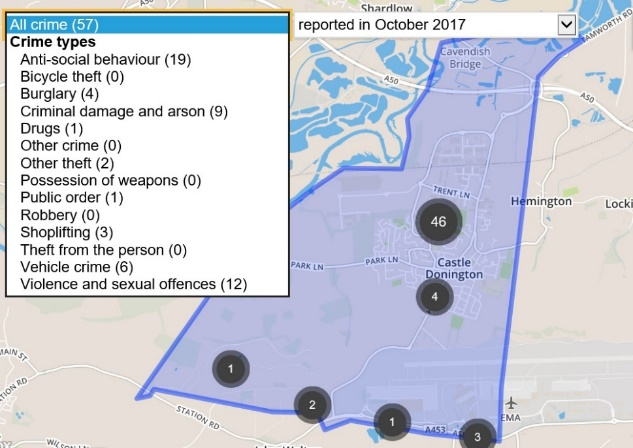 Shardlow
All crime (57)
reported in October 2017
Crime types
Anti-social behaviour (19)
Bicycle theft (0)
Burglary (4)
Criminal damage and arson (9)
Drugs (1)
Other crime (0)
Other theft (2)
Possession of weapons (0)
Public order (1)
Robbery (0)
Shoplifting (3)
Theft from the person (0)
Vehicle crime (6)
Violence and sexual offences (12)
TAMWORTH RD
Cavendish
Bridge
A50
A50
TRENT LN
Hemington
46
PARK LN
PARK LN
Castle
Donington
4
MAIN ST
1
2
STATION RD
1
A453
3
EMA